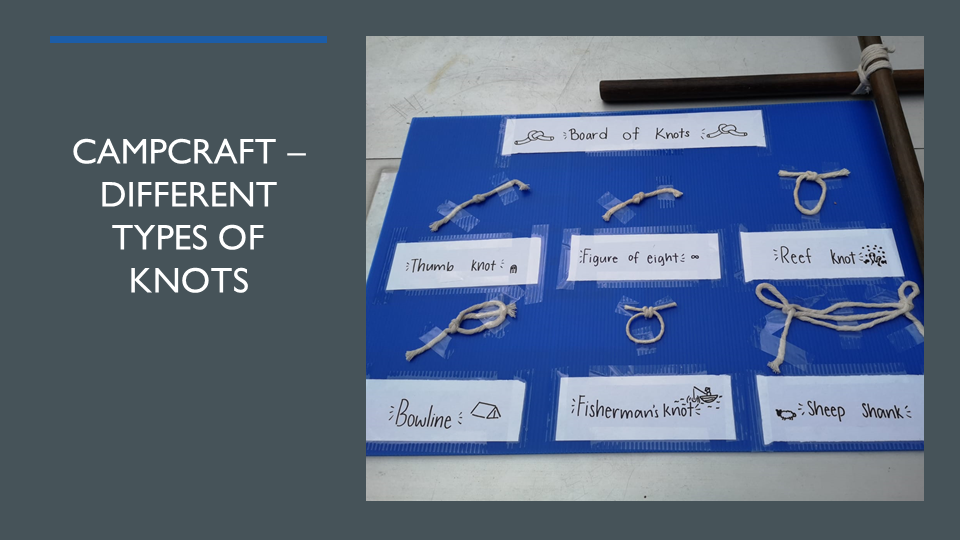 CAMPCRAFT –
DIFFERENT
TYPES OF
KNOTS
Board of Knots
Thumb knot
Figure of eight
Reef knot
Bowline
Fisherman's knot
Sheep Shank